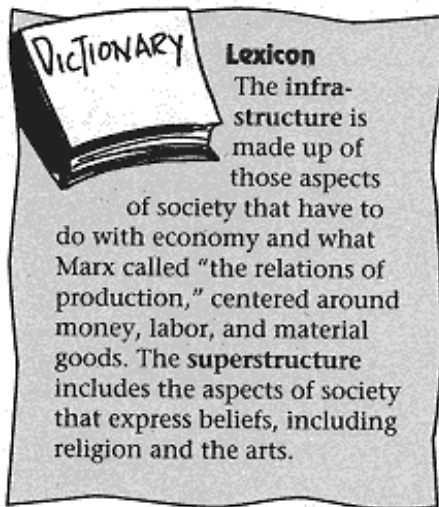 DICTIONARY
Lexicon
The infra-
structure is
made up of
those aspects
of society that have to
do with economy and what
Marx called “the relations of
production,” centered around
money, labor, and material
goods. The superstructure
includes the aspects of society
that express beliefs, including
religion and the arts.